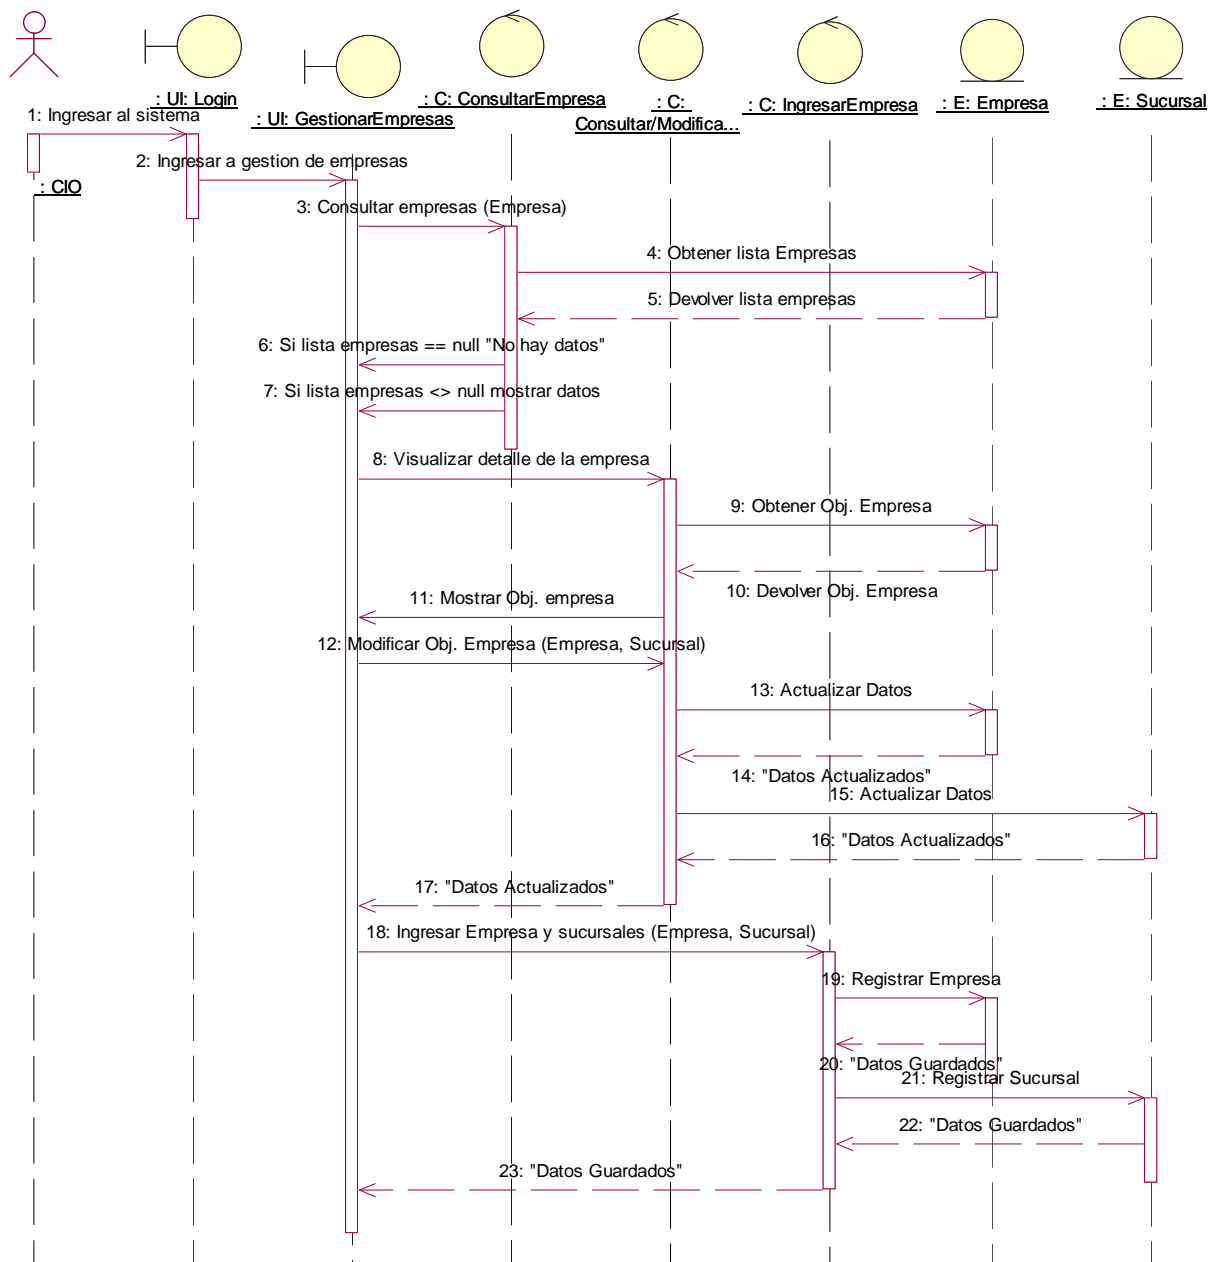 : UI: Login
: UI: GestionarEmpresas
: C: ConsultarEmpresa
: C:
Consultar/Modifica...
: C: IngresarEmpresa
: E: Empresa
: E: Sucursal
1: Ingresar al sistema
: CIO
2: Ingresar a gestion de empresas
3: Consultar empresas (Empresa)
4: Obtener lista Empresas
5: Devolver lista empresas
6: Si lista empresas == null "No hay datos"
7: Si lista empresas <> null mostrar datos
8: Visualizar detalle de la empresa
9: Obtener Obj. Empresa
10: Devolver Obj. Empresa
11: Mostrar Obj. empresa
12: Modificar Obj. Empresa (Empresa, Sucursal)
13: Actualizar Datos
14: "Datos Actualizados"
15: Actualizar Datos
16: "Datos Actualizados"
17: "Datos Actualizados"
18: Ingresar Empresa y sucursales (Empresa, Sucursal)
19: Registrar Empresa
20: "Datos Guardados"
21: Registrar Sucursal
22: "Datos Guardados"
23: "Datos Guardados"